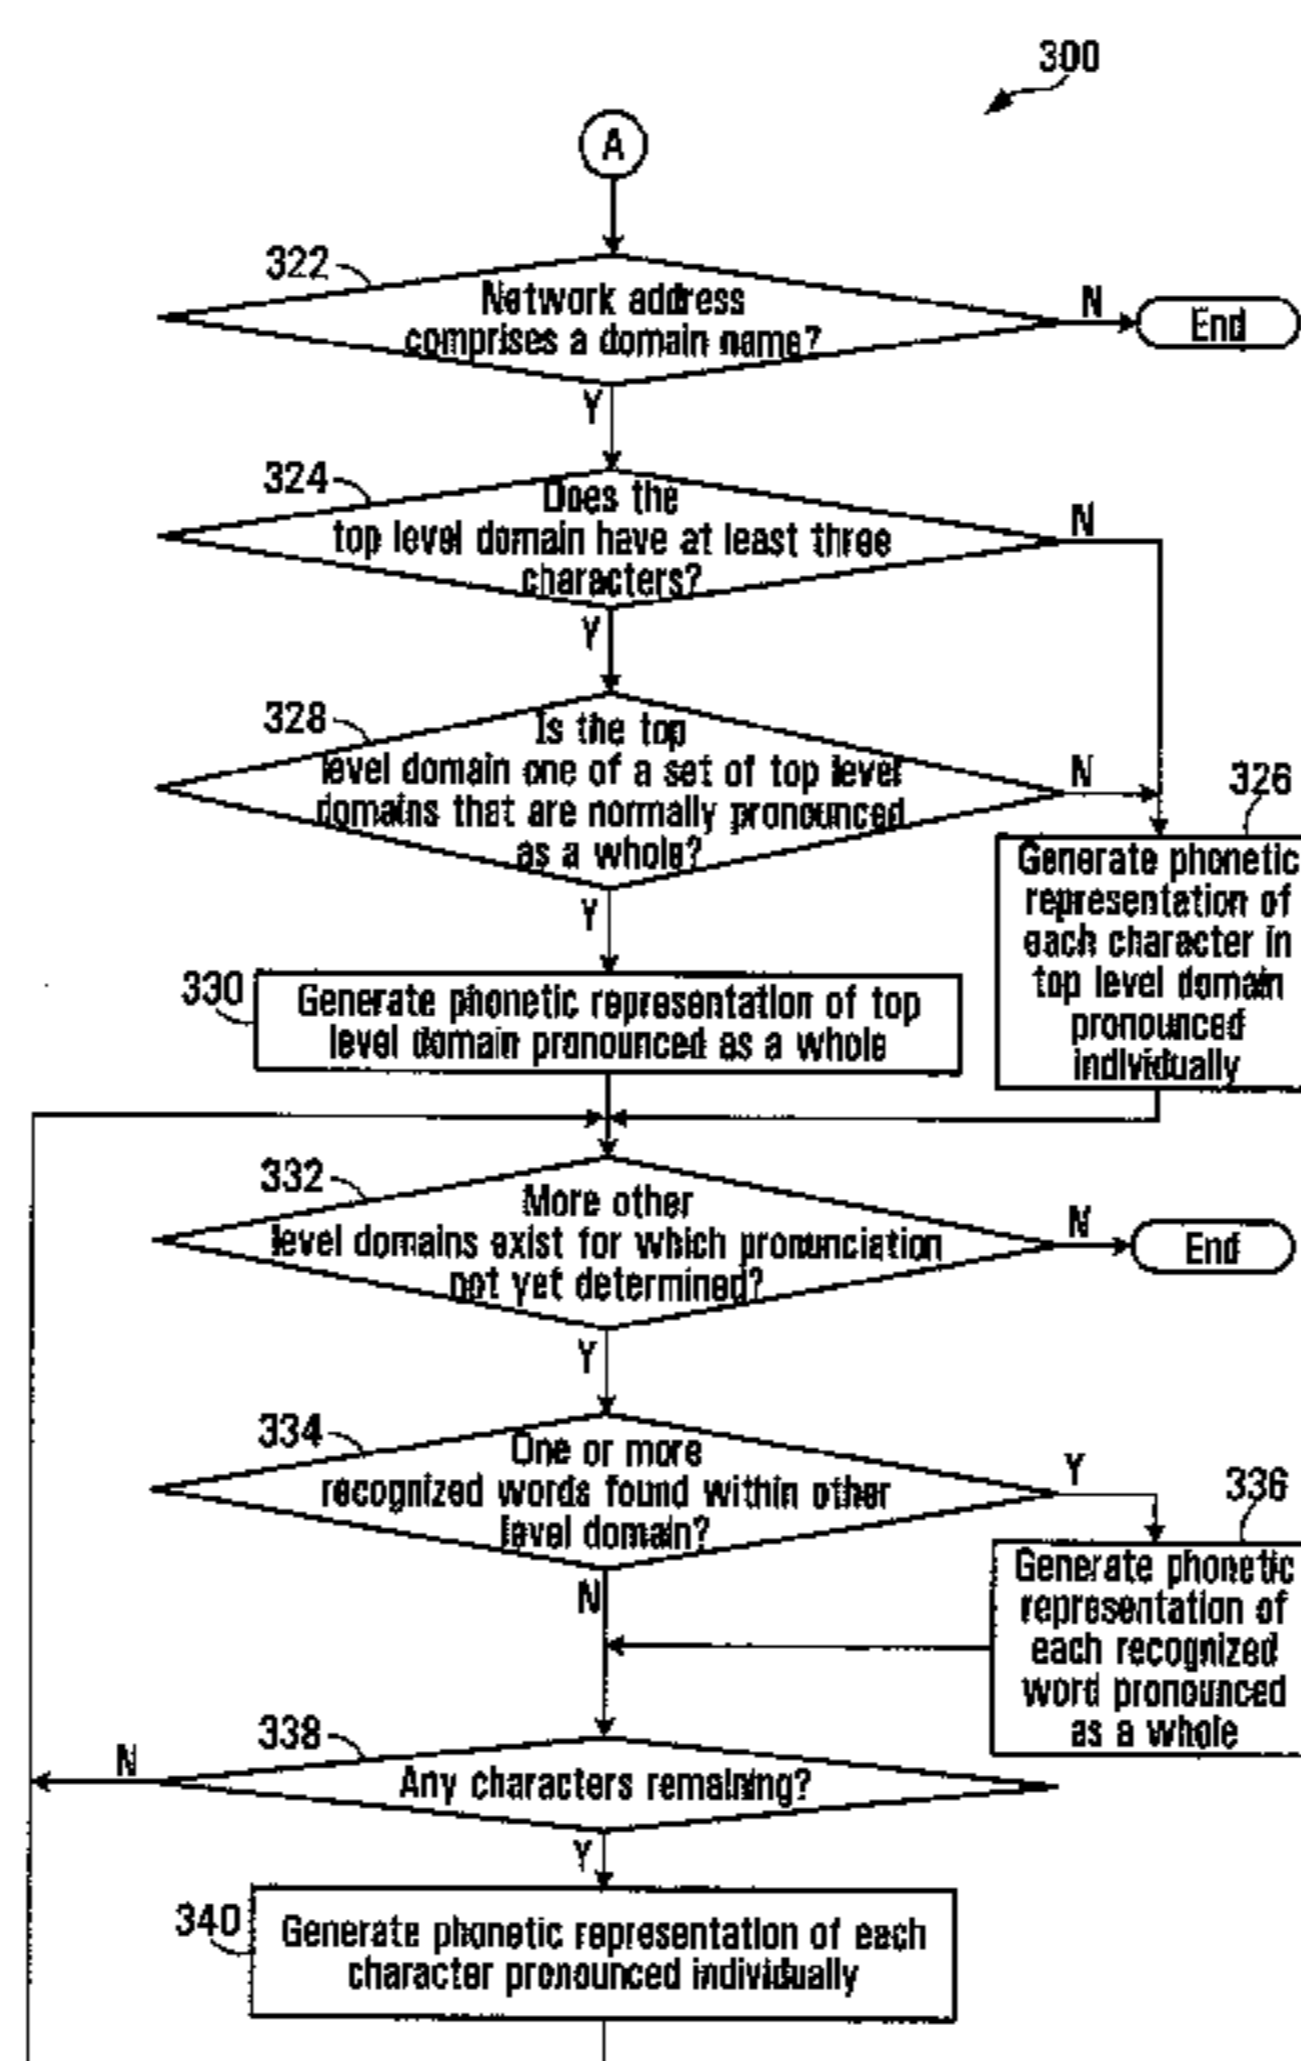 300
A
322
Network address
comprises a domain name?
N
End
Y
324
Does the
top level domain have at least three
characters?
N
Y
328
Is the top
level domain one of a set of top level
domains that are normally pronounced
as a whole?
N
326
Generate phonetic
representation of
each character in
top level domain
pronounced
individually
Y
330
Generate phonetic representation of top
level domain pronounced as a whole
332
More other
level domains exist for which pronunciation
not yet determined?
N
End
Y
334
One or more
recognized words found within other
level domain?
Y
336
Generate phonetic
representation of
each recognized
word pronounced
as a whole
N
338
Any characters remaining?
N
Y
340
Generate phonetic representation of each
character pronounced individually